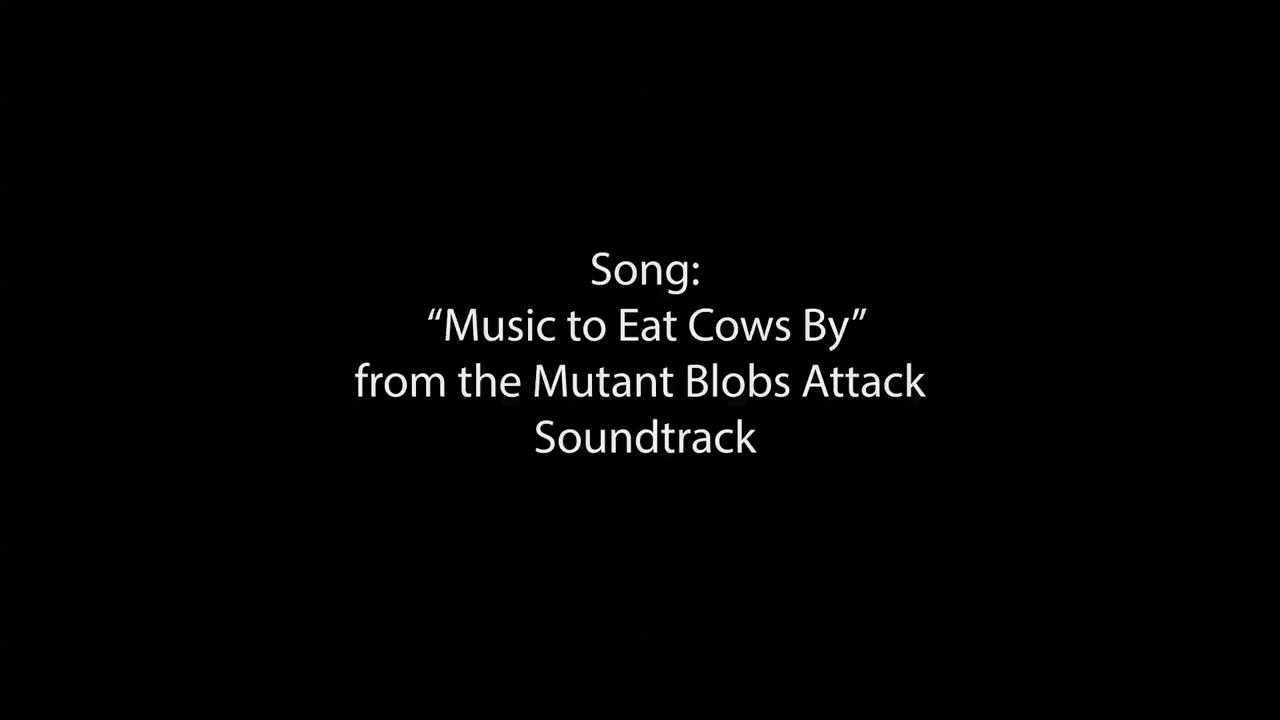 Song:
“Music to Eat Cows By”
from the Mutant Blobs Attack
Soundtrack